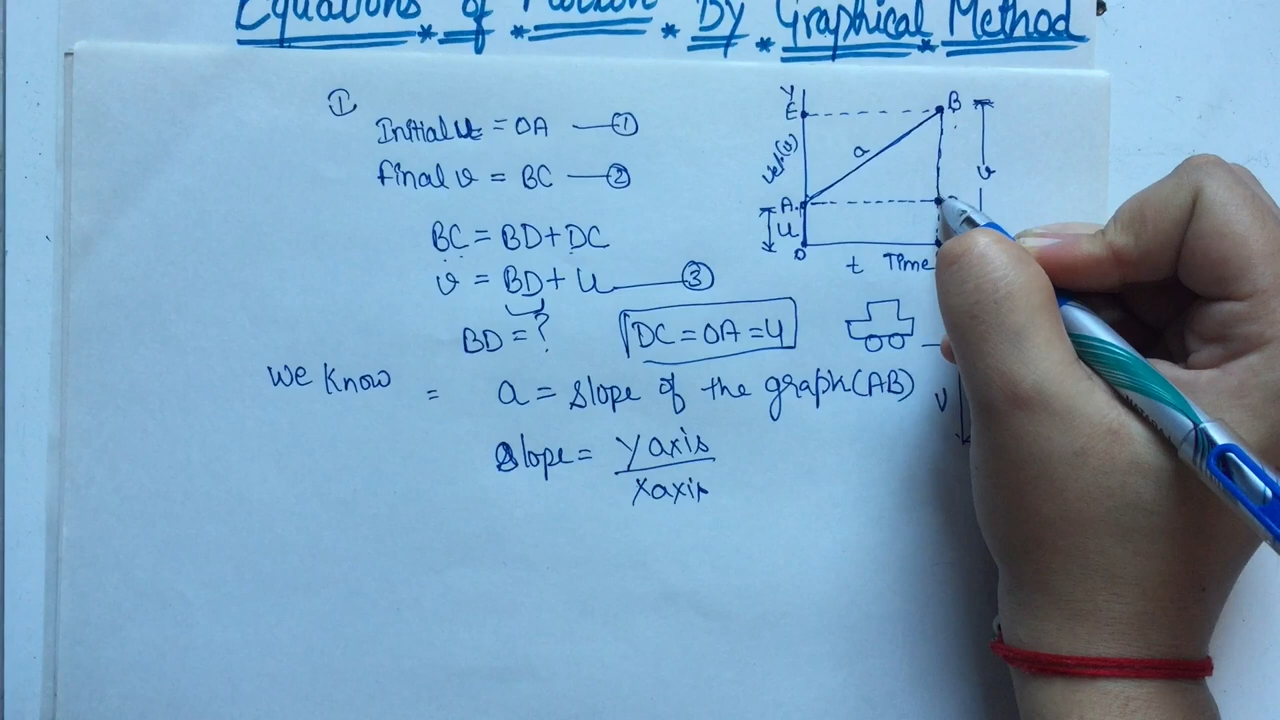 Equations of Motion By Graphical Method
①
Initial u = OA — ①
final v = BC — ②
BC = BD + DC
v = BD + u — ③
BD = ?
DC = OA = u
We know = a = slope of the graph (AB)
slope = y axis
x axis
y
E
B
a
vel(v)
v
A
u
O
t Time
v